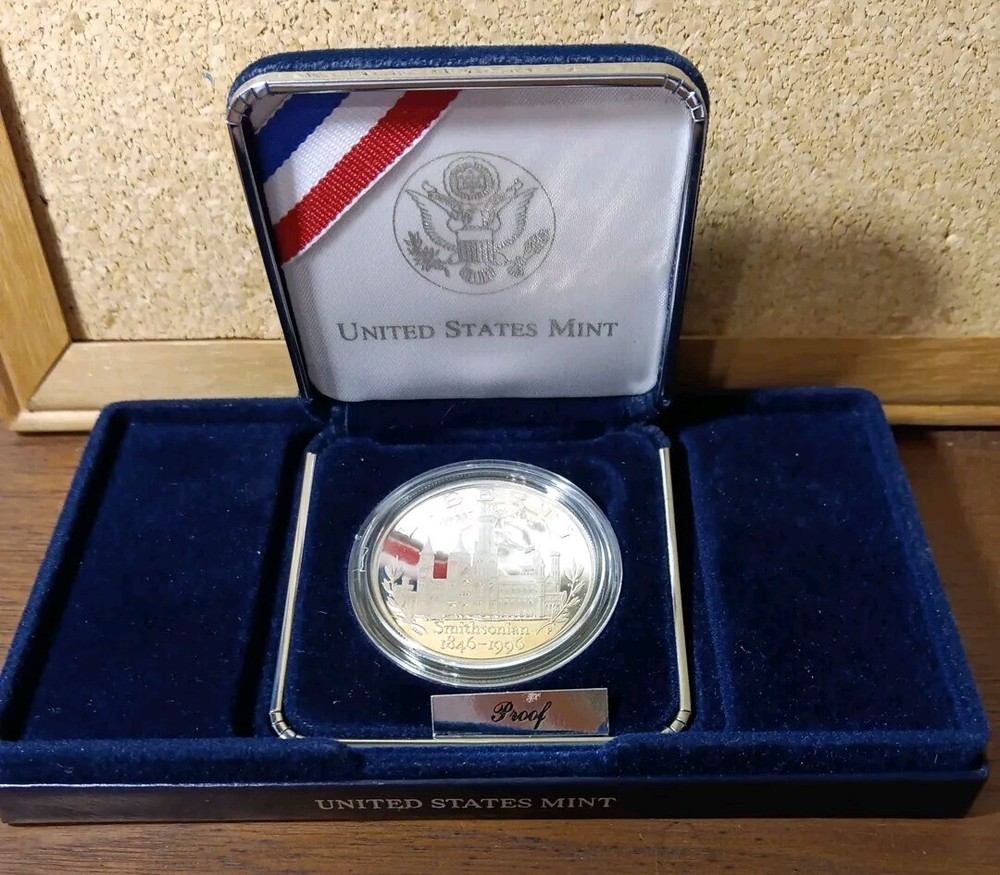 UNITED STATES MINT
LIBERTY
Smithsonian
1846–1996
Proof
UNITED STATES MINT